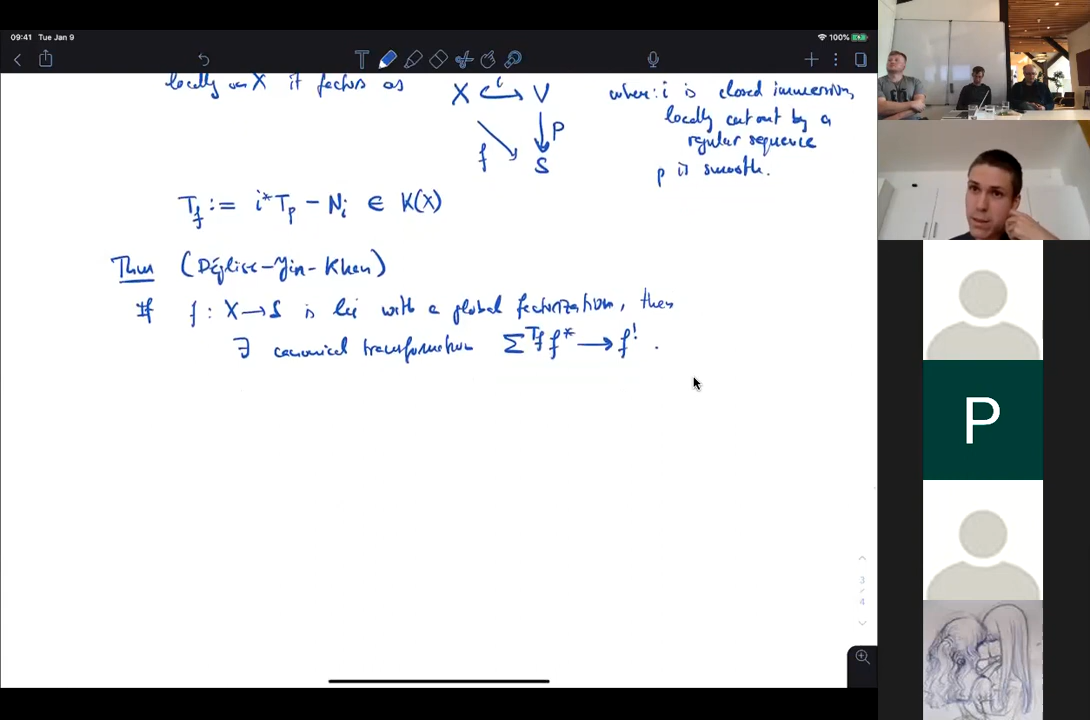 09:41 Tue Jan 9
100%
locally on X it factors as
X ↪ V
i
where: i is closed immersion,
locally cut out by a
regular sequence
f
p
S
p is smooth.
T_f := i*T_p - N_i ∈ K(X)
Thm (Déglise-Jin-Khan)
If f: X→S is lci with a global factorization, then
∃ canonical transformation Σ^{T_f} f* → f^! .
3
/
4
P